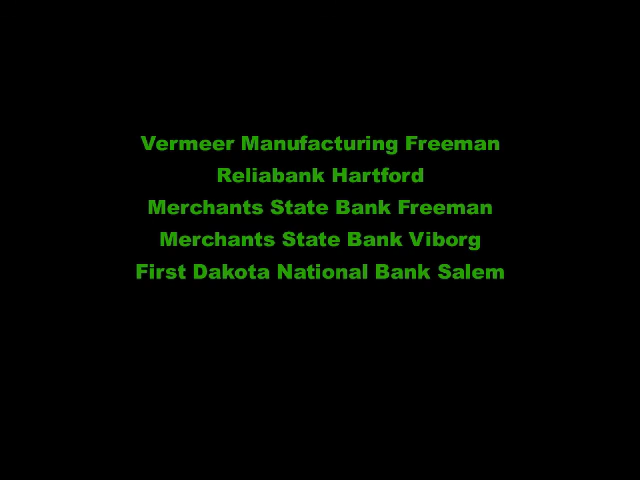 Vermeer Manufacturing Freeman
Reliabank Hartford
Merchants State Bank Freeman
Merchants State Bank Viborg
First Dakota National Bank Salem